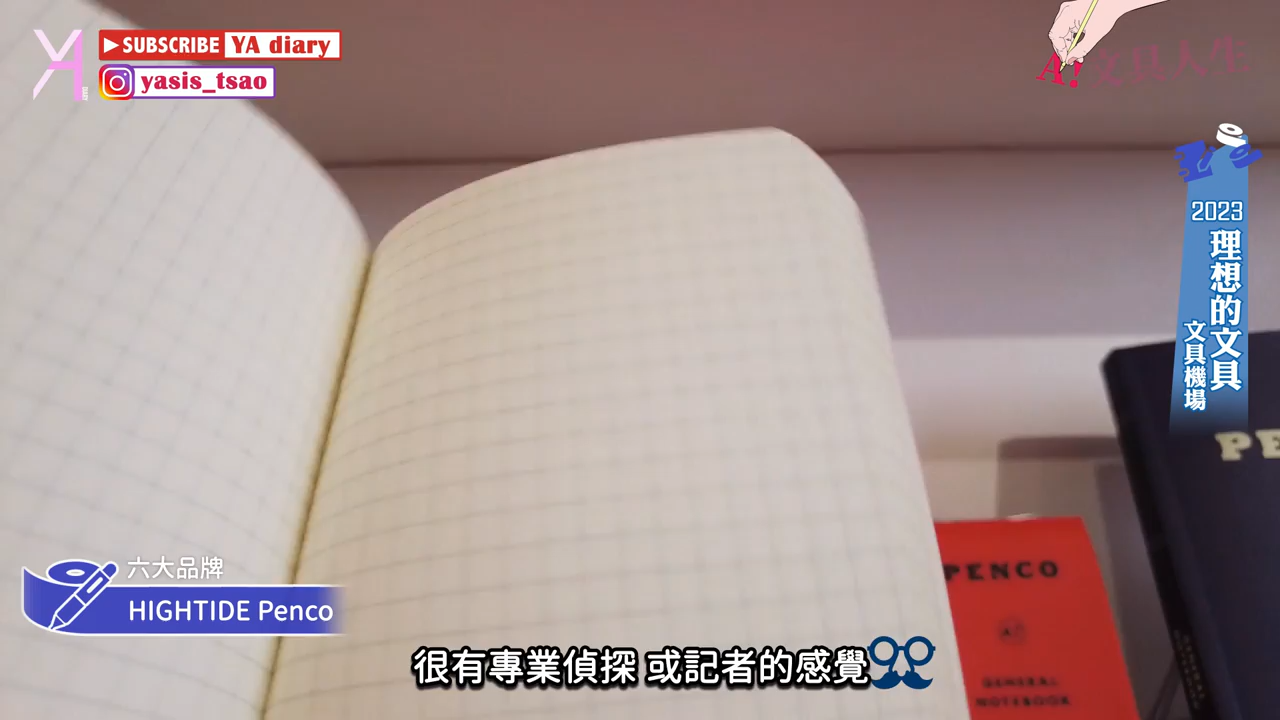 YA
DIARY
SUBSCRIBE YA diary
yasis_tsao
A! 文具人生
2023
理想的文具
文具機場
PE
PENCO
GENERAL
NOTEBOOK
六大品牌
HIGHTIDE Penco
很有專業偵探 或記者的感覺